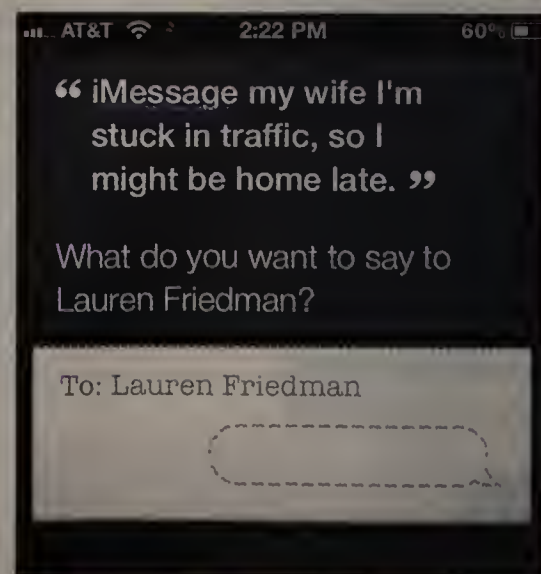 AT&T 2:22 PM 60%
“ iMessage my wife I'm
stuck in traffic, so I
might be home late. ”
What do you want to say to
Lauren Friedman?
To: Lauren Friedman